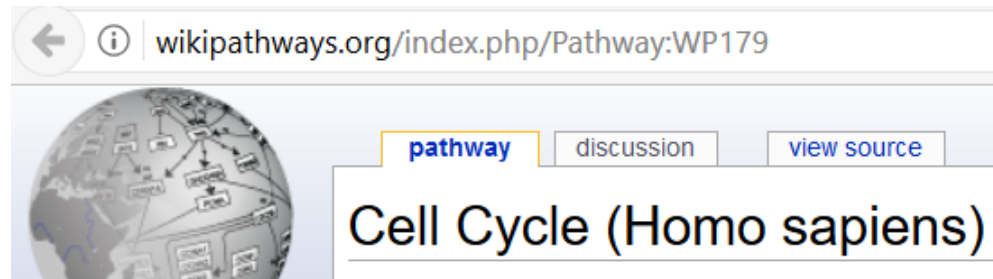 wikipathways.org/index.php/Pathway:WP179
pathway discussion view source
Cell Cycle (Homo sapiens)